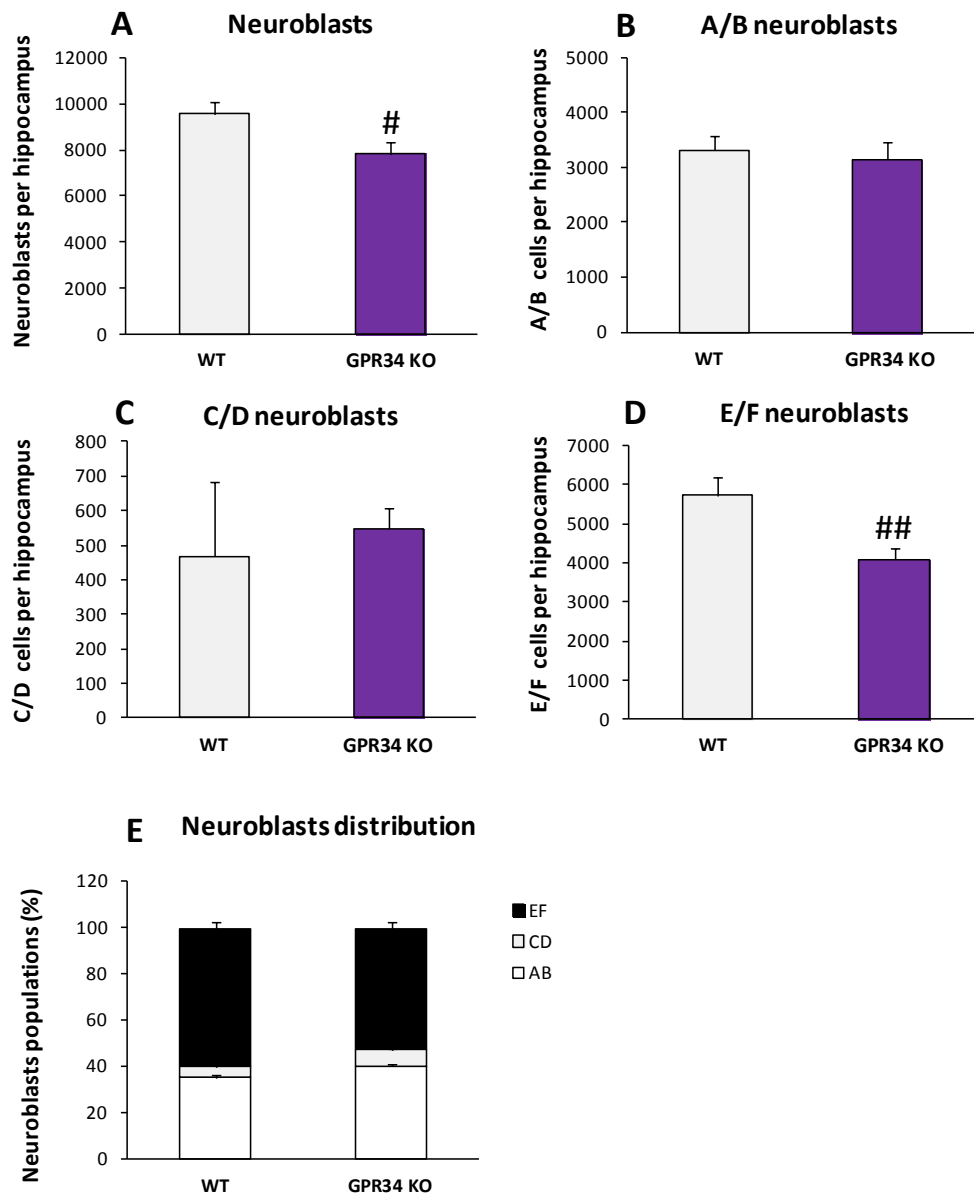 A Neuroblasts
Neuroblasts per hippocampus
12000
10000
8000
6000
4000
2000
0
#
WT GPR34 KO
B A/B neuroblasts
A/B cells per hippocampus
5000
4000
3000
2000
1000
0
WT GPR34 KO
C C/D neuroblasts
C/D cells per hippocampus
800
700
600
500
400
300
200
100
0
WT GPR34 KO
D E/F neuroblasts
E/F cells per hippocampus
7000
6000
5000
4000
3000
2000
1000
0
##
WT GPR34 KO
E Neuroblasts distribution
Neuroblasts populations (%)
120
100
80
60
40
20
0
WT GPR34 KO
EF
CD
AB